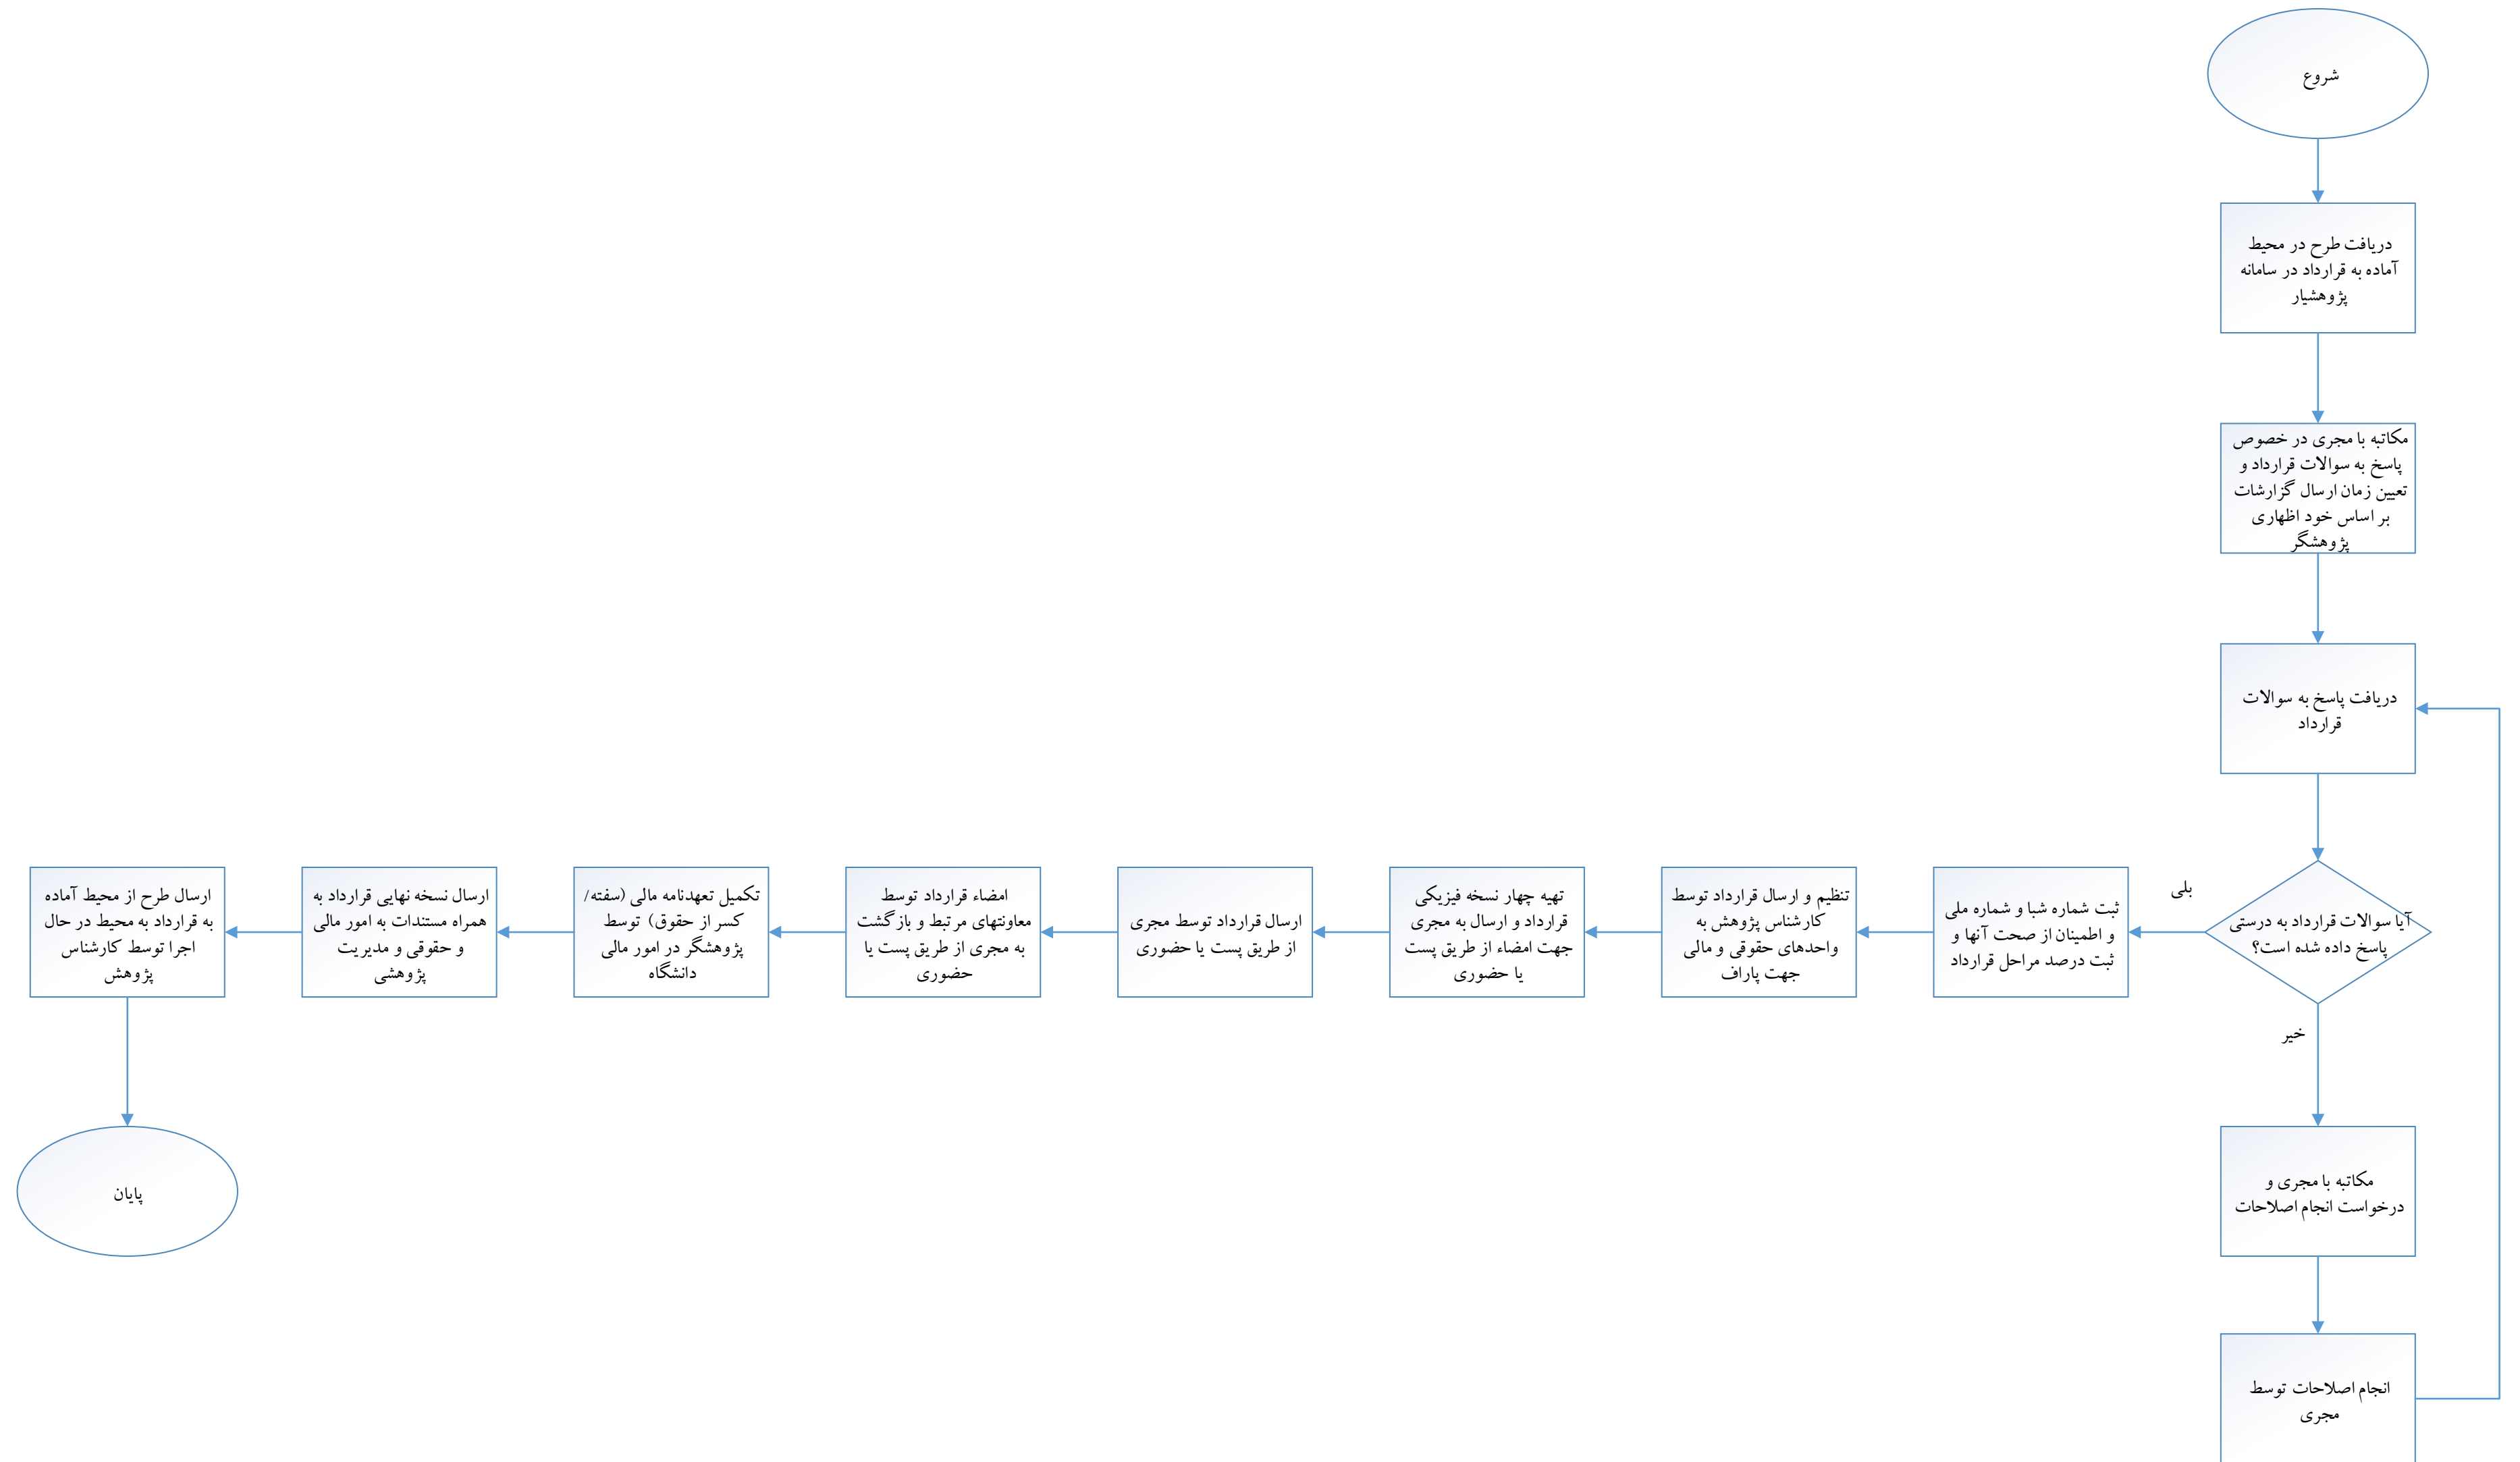 شروع
دریافت طرح در محیط
آماده به قرارداد در سامانه
پژوهشیار
مکاتبه با مجری در خصوص
پاسخ به سوالات قرارداد و
تعیین زمان ارسال گزارشات
بر اساس خود اظهاری
پژوهشگر
دریافت پاسخ به سوالات
قرارداد
آیا سوالات قرارداد به درستی
پاسخ داده شده است؟
بلی
ثبت شماره شبا و شماره ملی
و اطمینان از صحت آنها و
ثبت درصد مراحل قرارداد
تنظیم و ارسال قرارداد توسط
کارشناس پژوهش به
واحدهای حقوقی و مالی
جهت پاراف
تهیه چهار نسخه فیزیکی
قرارداد و ارسال به مجری
جهت امضاء از طریق پست
یا حضوری
ارسال قرارداد توسط مجری
از طریق پست یا حضوری
امضاء قرارداد توسط
معاونتهای مرتبط و بازگشت
به مجری از طریق پست یا
حضوری
تکمیل تعهدنامه مالی (سفته/
کسر از حقوق) توسط
پژوهشگر در امور مالی
دانشگاه
ارسال نسخه نهایی قرارداد به
همراه مستندات به امور مالی
و حقوقی و مدیریت
پژوهشی
ارسال طرح از محیط آماده
به قرارداد به محیط در حال
اجرا توسط کارشناس
پژوهش
پایان
خیر
مکاتبه با مجری و
درخواست انجام اصلاحات
انجام اصلاحات توسط
مجری